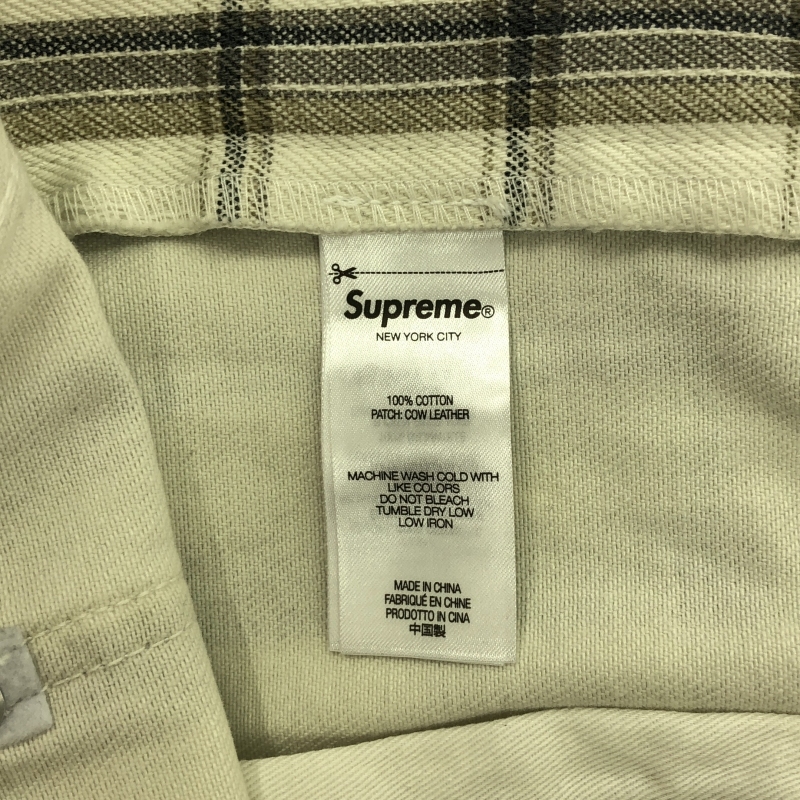 Supreme®
NEW YORK CITY
100% COTTON
PATCH: COW LEATHER
MACHINE WASH COLD WITH
LIKE COLORS
DO NOT BLEACH
TUMBLE DRY LOW
LOW IRON
MADE IN CHINA
FABRIQUÉ EN CHINE
PRODOTTO IN CINA
中国製